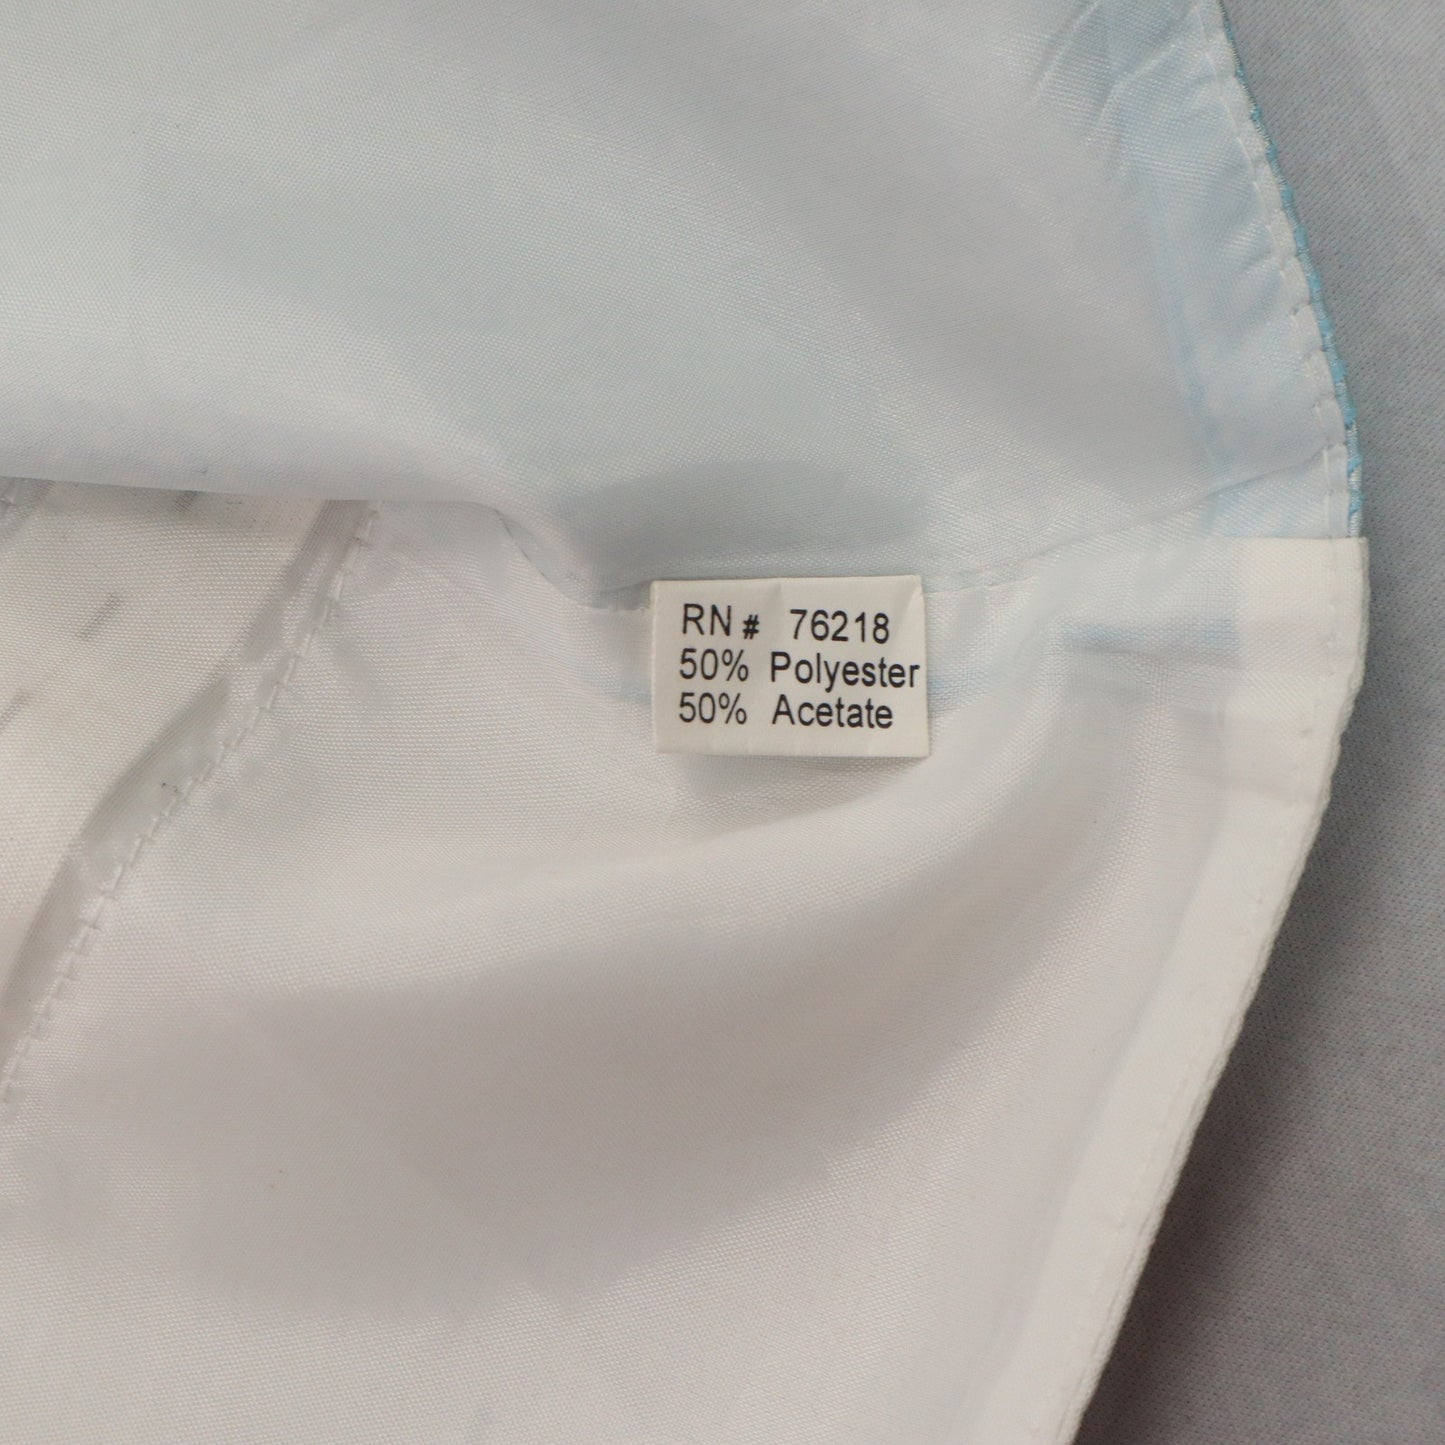 RN # 76218
50% Polyester
50% Acetate